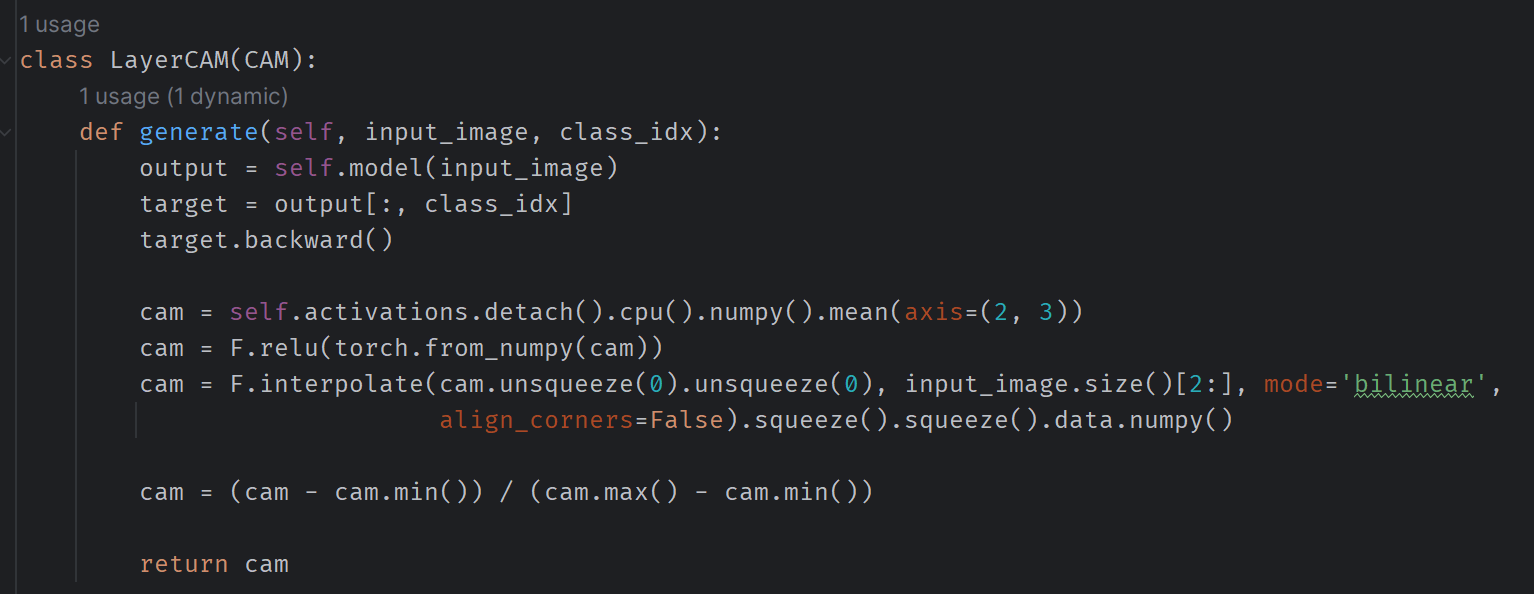 1 usage
class LayerCAM(CAM):
1 usage (1 dynamic)
def generate(self, input_image, class_idx):
output = self.model(input_image)
target = output[:, class_idx]
target.backward()
cam = self.activations.detach().cpu().numpy().mean(axis=(2, 3))
cam = F.relu(torch.from_numpy(cam))
cam = F.interpolate(cam.unsqueeze(0).unsqueeze(0), input_image.size()[2:], mode='bilinear',
align_corners=False).squeeze().squeeze().data.numpy()
cam = (cam - cam.min()) / (cam.max() - cam.min())
return cam